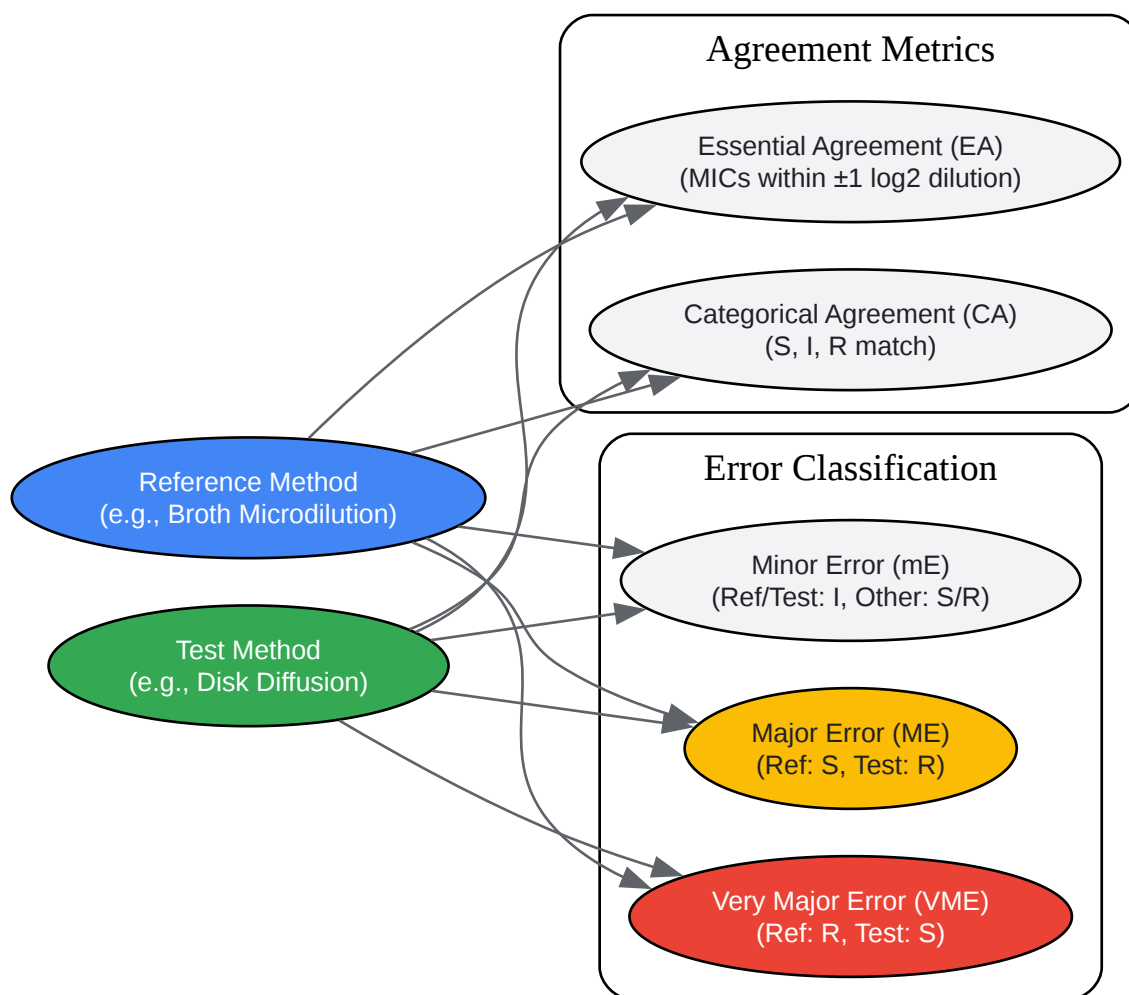 Agreement Metrics
Essential Agreement (EA)
(MICs within ±1 log2 dilution)
Categorical Agreement (CA)
(S, I, R match)
Reference Method
(e.g., Broth Microdilution)
Test Method
(e.g., Disk Diffusion)
Error Classification
Minor Error (mE)
(Ref/Test: I, Other: S/R)
Major Error (ME)
(Ref: S, Test: R)
Very Major Error (VME)
(Ref: R, Test: S)